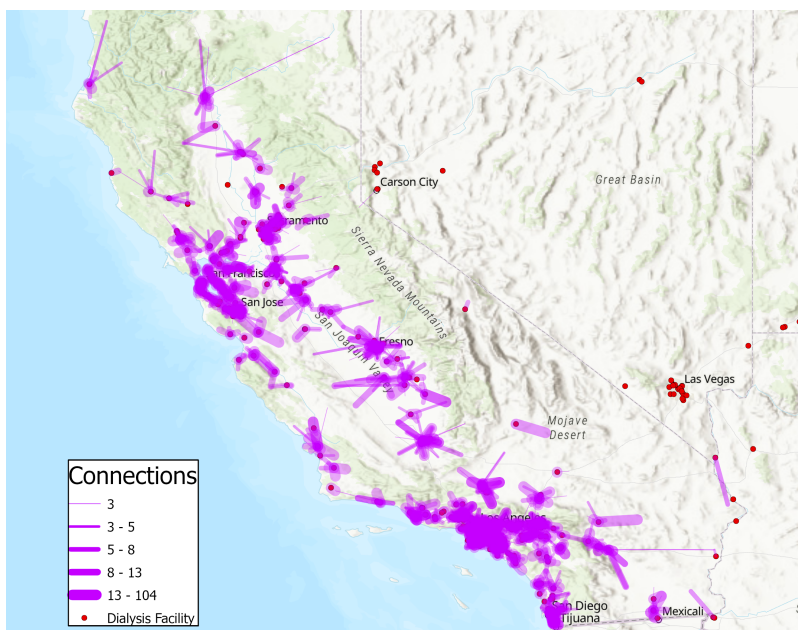 Carson City
Great Basin
Sacramento
Sierra Nevada Mountains
San Francisco
San Jose
San Joaquin Valley
Fresno
Las Vegas
Mojave
Desert
Los Angeles
San Diego
Tijuana
Mexicali
Connections
3
3 - 5
5 - 8
8 - 13
13 - 104
Dialysis Facility